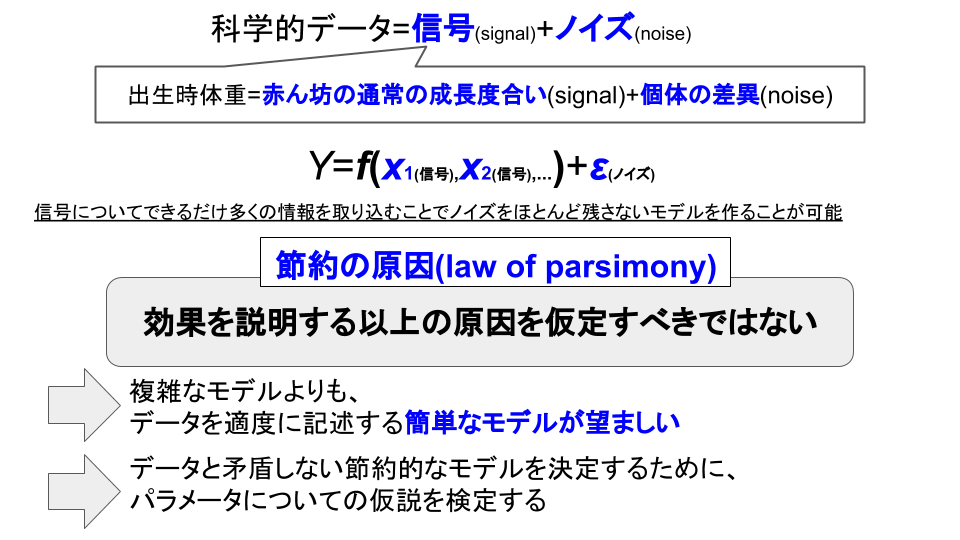 科学的データ=信号(signal)+ノイズ(noise)
出生時体重=赤ん坊の通常の成長度合い(signal)+個体の差異(noise)
Y=f(x1(信号),x2(信号),...)+ε(ノイズ)
信号についてできるだけ多くの情報を取り込むことでノイズをほとんど残さないモデルを作ることが可能
節約の原因(law of parsimony)
効果を説明する以上の原因を仮定すべきではない
複雑なモデルよりも、
データを適度に記述する簡単なモデルが望ましい
データと矛盾しない節約的なモデルを決定するために、
パラメータについての仮説を検定する